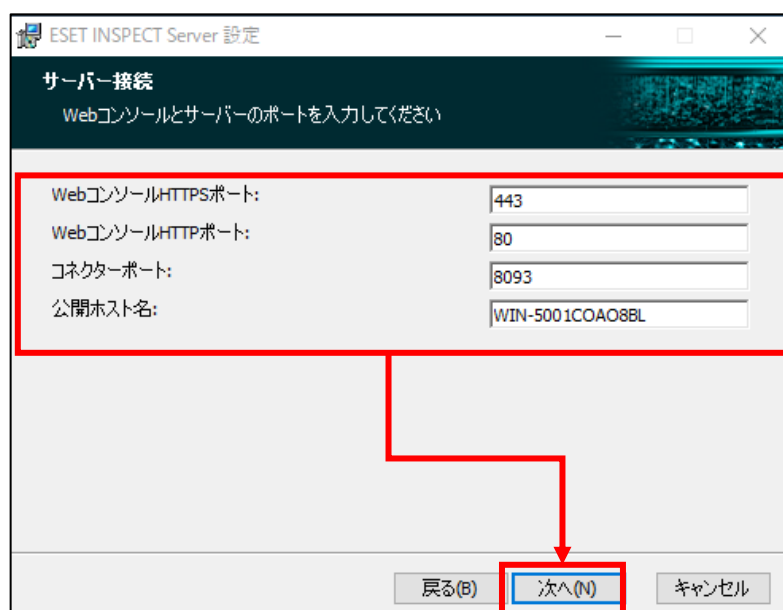 ESET INSPECT Server 設定
サーバー接続
Webコンソールとサーバーのポートを入力してください
WebコンソールHTTPSポート:
443
WebコンソールHTTPポート:
80
コネクターポート:
8093
公開ホスト名:
WIN-5001COAO8BL
戻る(B)
次へ(N)
キャンセル